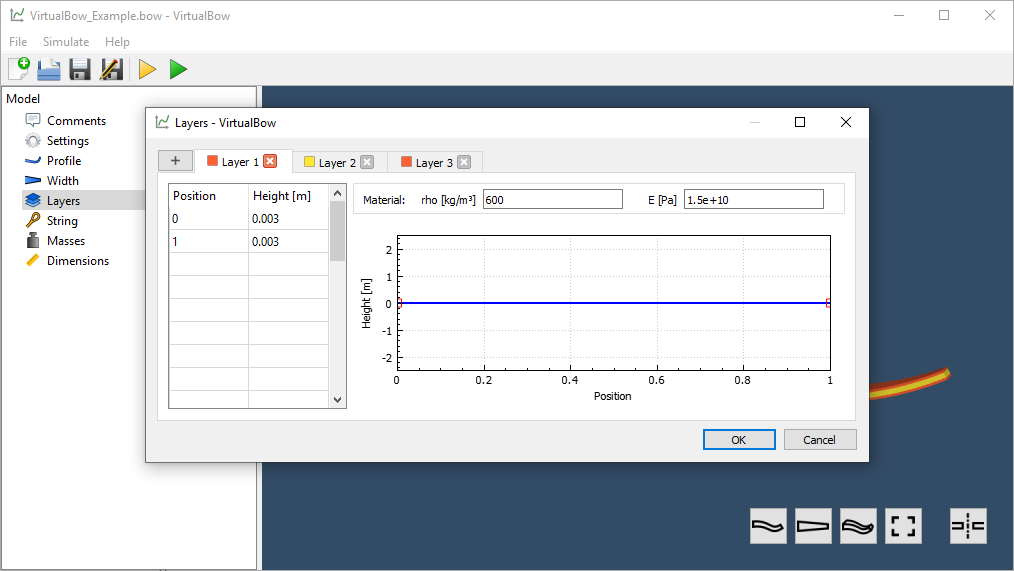 VirtualBow_Example.bow - VirtualBow
File Simulate Help
Model
Comments
Settings
Profile
Width
Layers
String
Masses
Dimensions
Layers - VirtualBow
+ Layer 1 Layer 2 Layer 3
Position Height [m]
0 0.003
1 0.003
Material: rho [kg/m³] 600 E [Pa] 1.5e+10
Height [m]
2
1
0
-1
-2
0 0.2 0.4 0.6 0.8 1
Position
OK Cancel